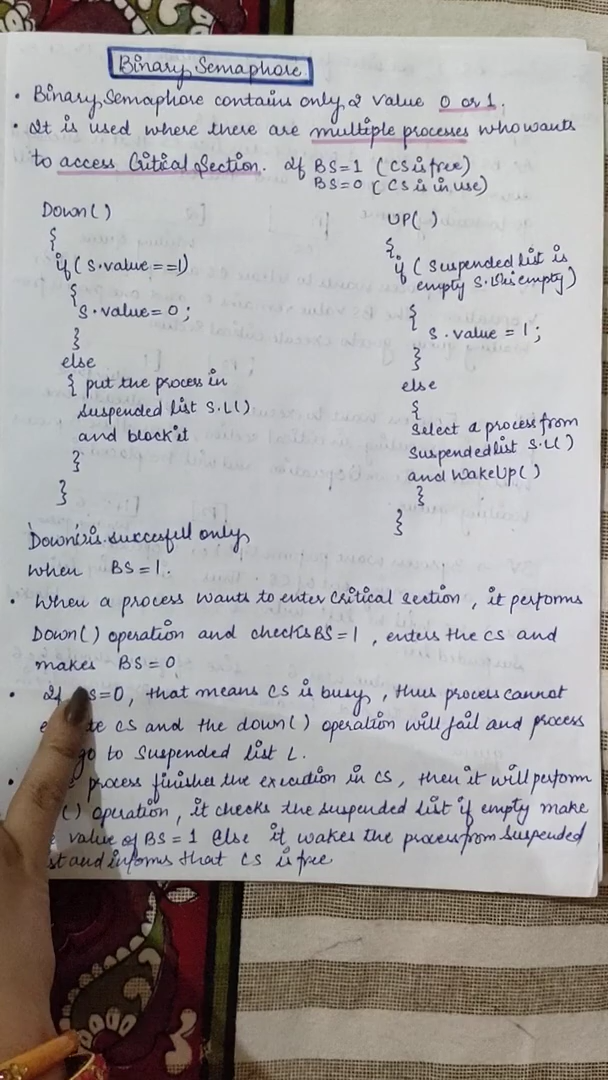 Binary Semaphore
• Binary Semaphore contains only 2 value 0 or 1.
• It is used where there are multiple processes who wants
to access Critical Section. If BS=1 (CS is free)
BS=0 (CS is in use)
Down()
{
if (S.value==1)
{
S.value=0;
}
else
{ put the process in
suspended list S.L()
and block it
}
}
UP()
{
if (Suspended list is
empty S.L() is empty)
{
S.value=1;
}
else
{
Select a process from
Suspended list S.L()
and WakeUp()
}
}
Down() is succesfull only
when BS=1.
• When a process wants to enter Critical section, it performs
Down() operation and checks BS=1, enters the CS and
makes BS=0
• If S=0, that means CS is busy, thus process cannot
CS and the down() operation will fail and process
go to Suspended list L.
• process finishes the execution in CS, then it will perform
() operation, it checks the suspended list if empty make
value of BS=1 Else it wakes the process from Suspended
and informs that CS is free